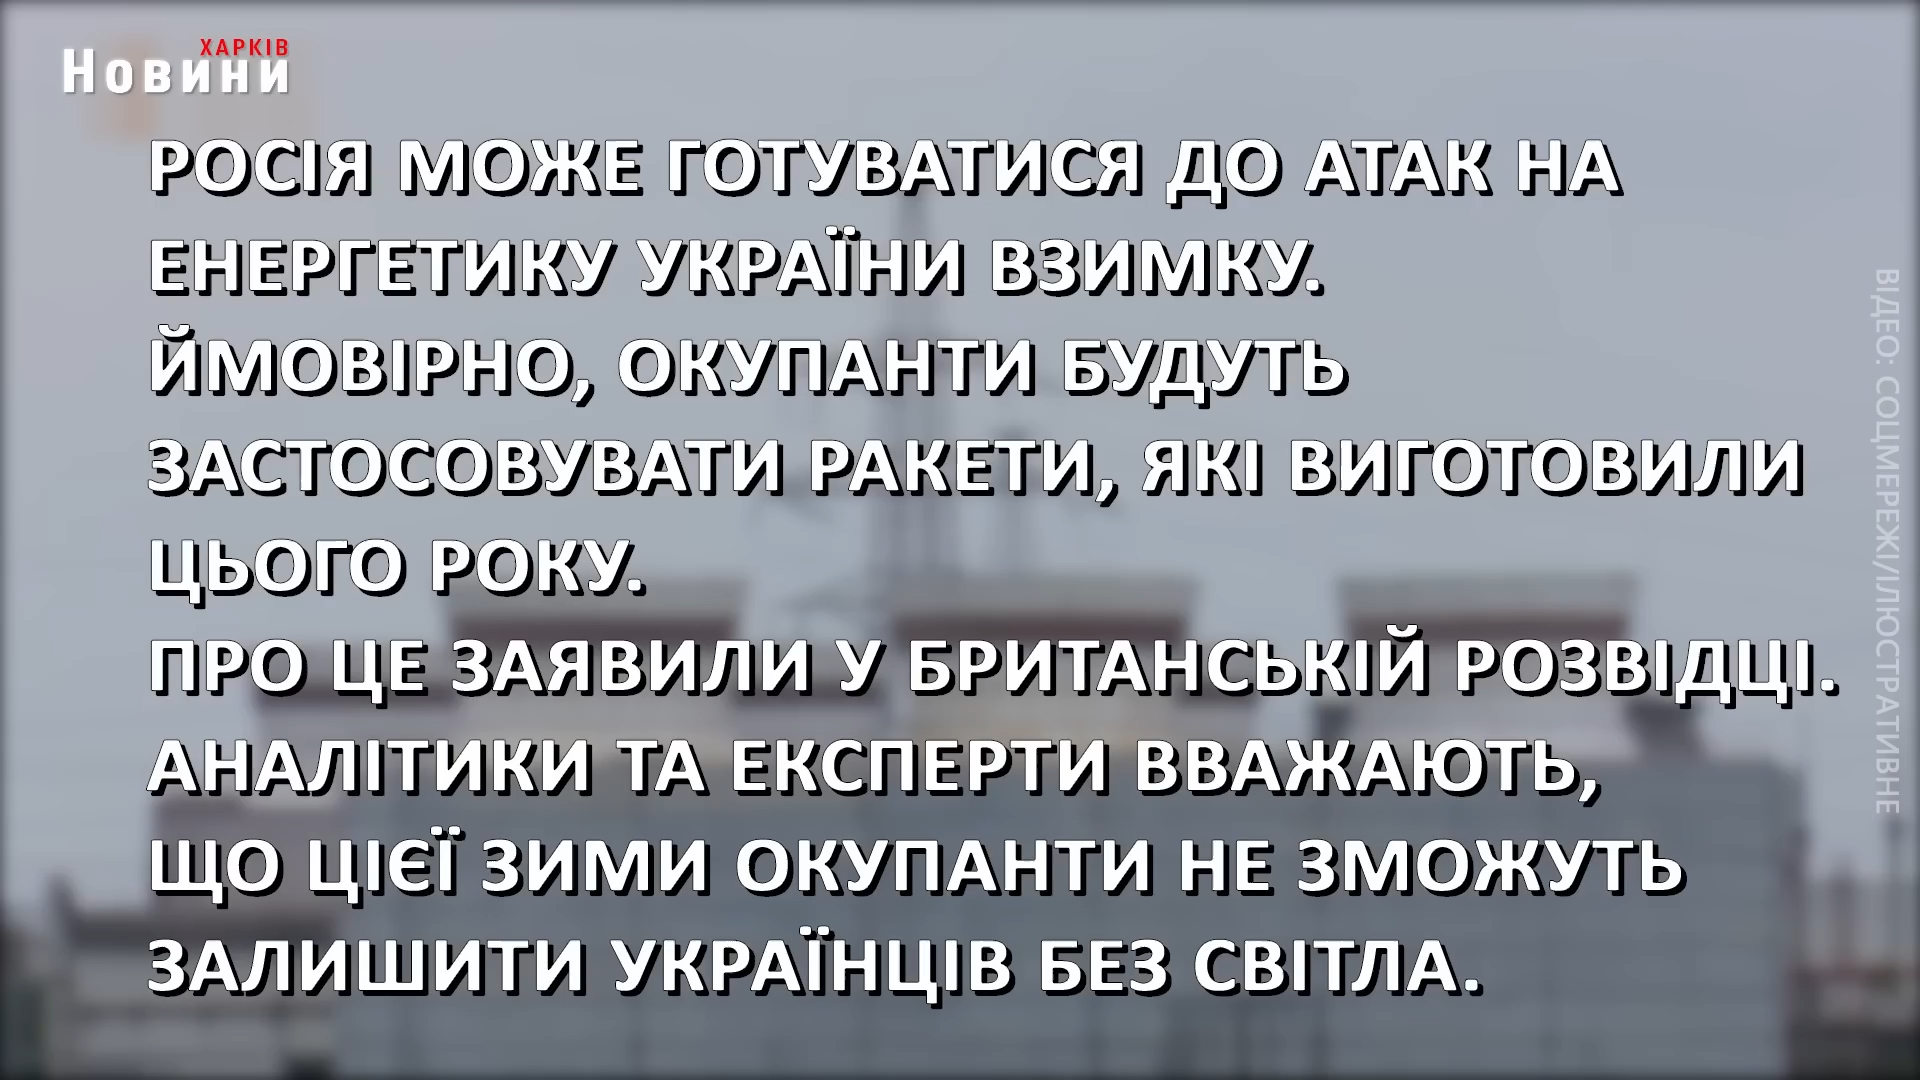 ХАРКІВ
Новини
РОСІЯ МОЖЕ ГОТУВАТИСЯ ДО АТАК НА
ЕНЕРГЕТИКУ УКРАЇНИ ВЗИМКУ.
ЙМОВІРНО, ОКУПАНТИ БУДУТЬ
ЗАСТОСОВУВАТИ РАКЕТИ, ЯКІ ВИГОТОВИЛИ
ЦЬОГО РОКУ.
ПРО ЦЕ ЗАЯВИЛИ У БРИТАНСЬКІЙ РОЗВІДЦІ.
АНАЛІТИКИ ТА ЕКСПЕРТИ ВВАЖАЮТЬ,
ЩО ЦІЄЇ ЗИМИ ОКУПАНТИ НЕ ЗМОЖУТЬ
ЗАЛИШИТИ УКРАЇНЦІВ БЕЗ СВІТЛА.
ВІДЕО: СОЦМЕРЕЖІ/ІЛЮСТРАТИВНЕ